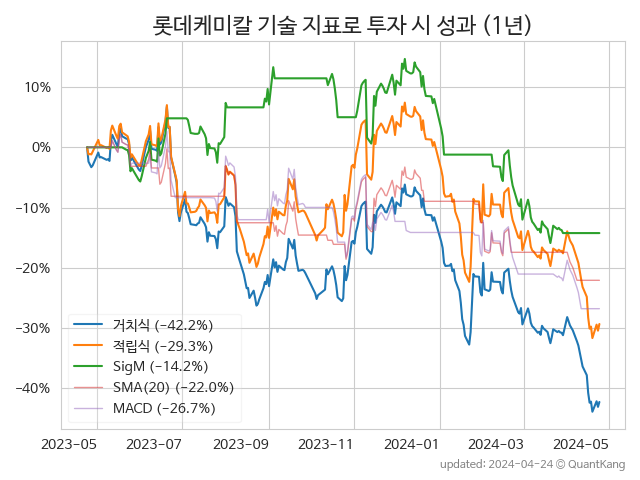 롯데케미칼 기술 지표로 투자 시 성과 (1년)
10%
0%
−10%
−20%
−30%
−40%
거치식 (−42.2%)
적립식 (−29.3%)
SigM (−14.2%)
SMA(20) (−22.0%)
MACD (−26.7%)
2023-05 2023-07 2023-09 2023-11 2024-01 2024-03 2024-05
updated: 2024-04-24 ⓒ QuantKang